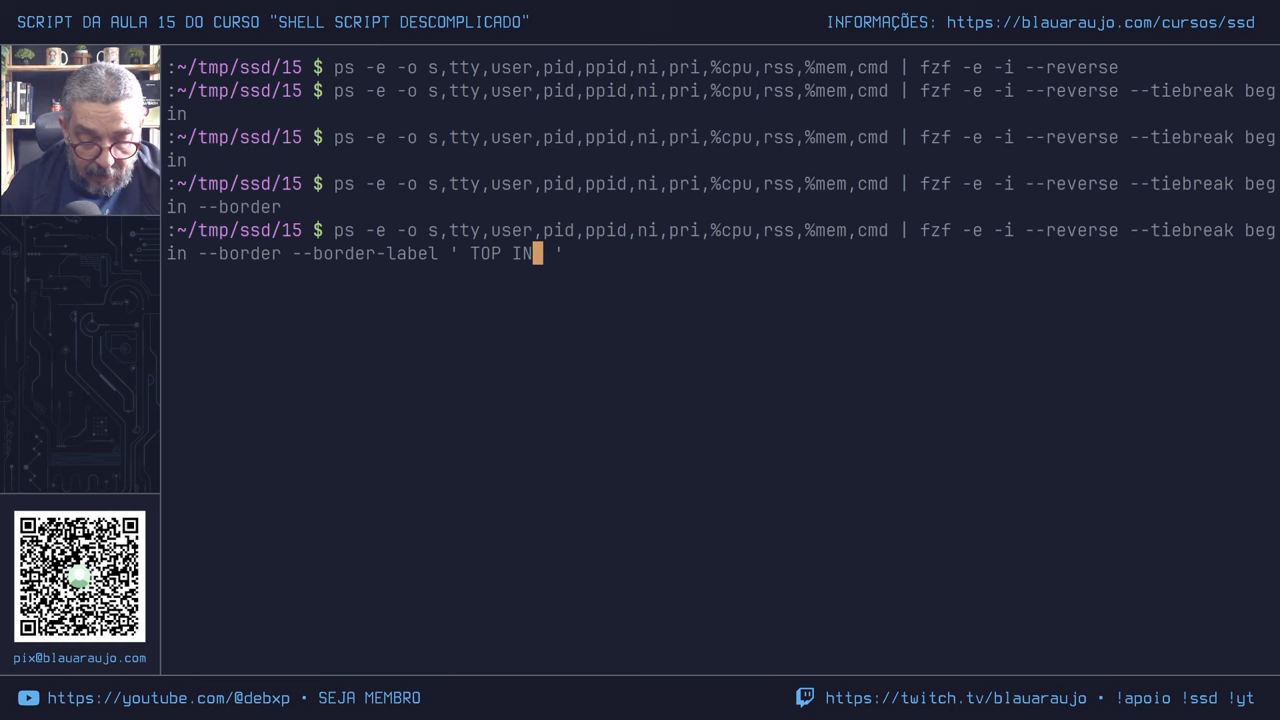 SCRIPT DA AULA 15 DO CURSO "SHELL SCRIPT DESCOMPLICADO"
INFORMAÇÕES: https://blauaraujo.com/cursos/ssd
:~/tmp/ssd/15 $ ps -e -o s,tty,user,pid,ppid,ni,pri,%cpu,rss,%mem,cmd | fzf -e -i --reverse
:~/tmp/ssd/15 $ ps -e -o s,tty,user,pid,ppid,ni,pri,%cpu,rss,%mem,cmd | fzf -e -i --reverse --tiebreak beg
in
:~/tmp/ssd/15 $ ps -e -o s,tty,user,pid,ppid,ni,pri,%cpu,rss,%mem,cmd | fzf -e -i --reverse --tiebreak beg
in
:~/tmp/ssd/15 $ ps -e -o s,tty,user,pid,ppid,ni,pri,%cpu,rss,%mem,cmd | fzf -e -i --reverse --tiebreak beg
in --border
:~/tmp/ssd/15 $ ps -e -o s,tty,user,pid,ppid,ni,pri,%cpu,rss,%mem,cmd | fzf -e -i --reverse --tiebreak beg
in --border --border-label ' TOP IN '
pix@blauaraujo.com
https://youtube.com/@debxp • SEJA MEMBRO
https://twitch.tv/blauaraujo • !apoio !ssd !yt